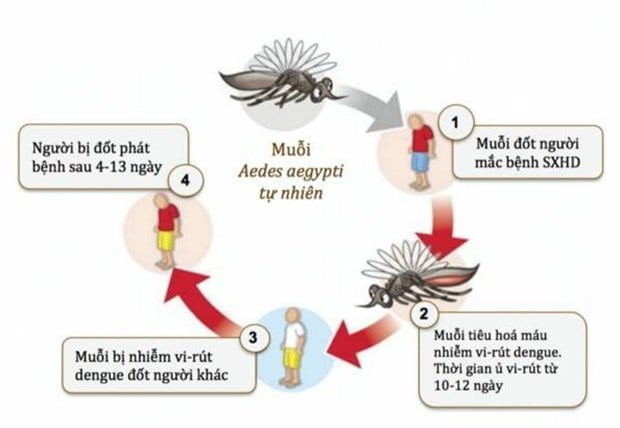 Muỗi
Aedes aegypti
tự nhiên
1
Muỗi đốt người
mắc bệnh SXHD
2
Muỗi tiêu hoá máu
nhiễm vi-rút dengue.
Thời gian ủ vi-rút từ
10-12 ngày
3
Muỗi bị nhiễm vi-rút
dengue đốt người khác
4
Người bị đốt phát
bệnh sau 4-13 ngày